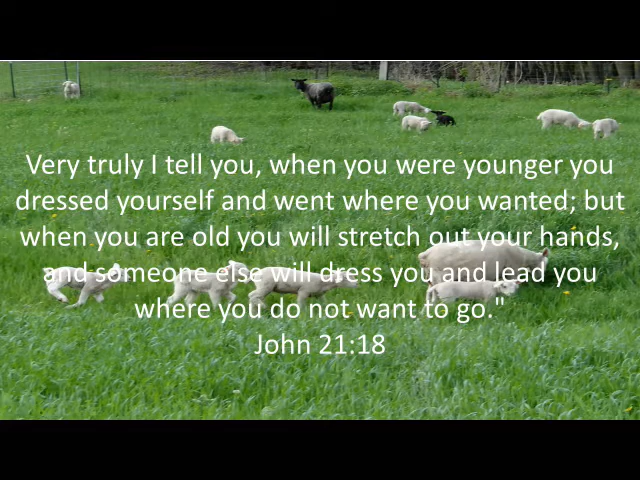 Very truly I tell you, when you were younger you
dressed yourself and went where you wanted; but
when you are old you will stretch out your hands,
and someone else will dress you and lead you
where you do not want to go."
John 21:18